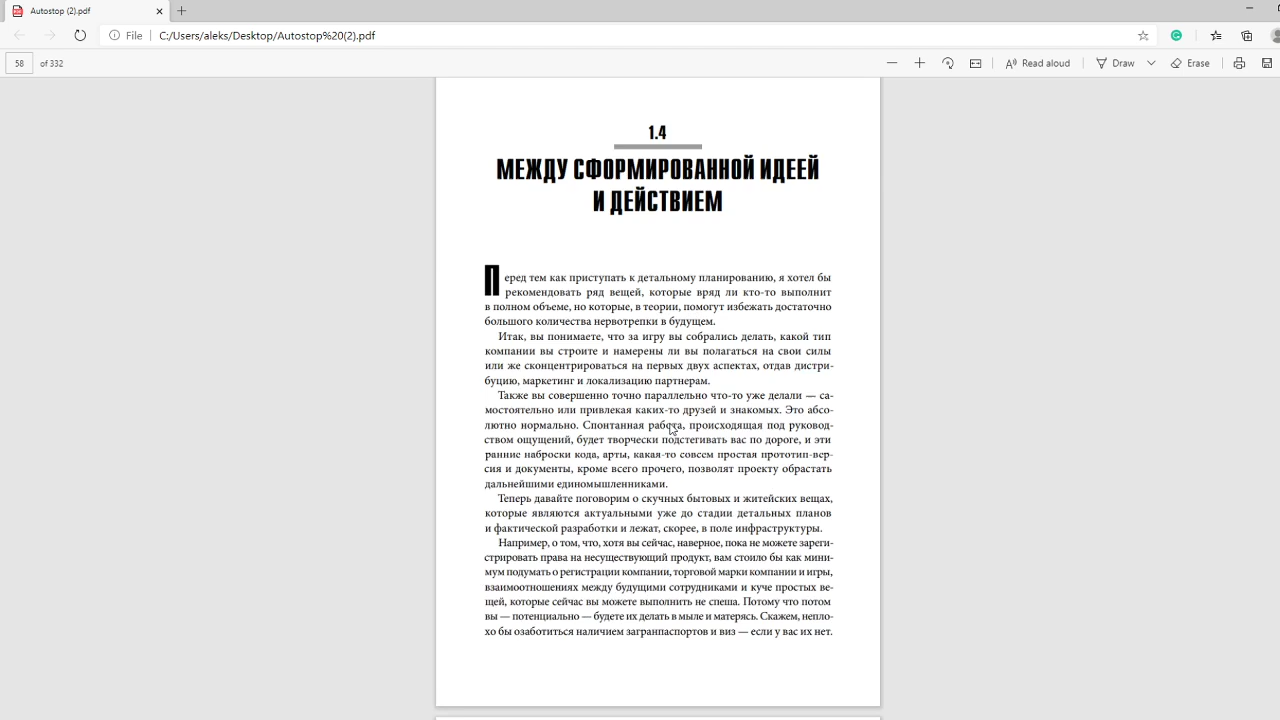 Autostop (2).pdf
File
C:/Users/aleks/Desktop/Autostop%20(2).pdf
58 of 332
Read aloud
Draw
Erase
1.4
МЕЖДУ СФОРМИРОВАННОЙ ИДЕЕЙ
И ДЕЙСТВИЕМ
Перед тем как приступать к детальному планированию, я хотел бы
рекомендовать ряд вещей, которые вряд ли кто-то выполнит
в полном объеме, но которые, в теории, помогут избежать достаточно
большого количества нервотрепки в будущем.
Итак, вы понимаете, что за игру вы собрались делать, какой тип
компании вы строите и намерены ли вы полагаться на свои силы
или же сконцентрироваться на первых двух аспектах, отдав дистри-
буцию, маркетинг и локализацию партнерам.
Также вы совершенно точно параллельно что-то уже делали — са-
мостоятельно или привлекая каких-то друзей и знакомых. Это абсо-
лютно нормально. Спонтанная работа, происходящая под руковод-
ством ощущений, будет творчески подстегивать вас по дороге, и эти
ранние наброски кода, арты, какая-то совсем простая прототип-вер-
сия и документы, кроме всего прочего, позволят проекту обрастать
дальнейшими единомышленниками.
Теперь давайте поговорим о скучных бытовых и житейских вещах,
которые являются актуальными уже до стадии детальных планов
и фактической разработки и лежат, скорее, в поле инфраструктуры.
Например, о том, что, хотя вы сейчас, наверное, пока не можете зареги-
стрировать права на несуществующий продукт, вам стоило бы как мини-
мум подумать о регистрации компании, торговой марки компании и игры,
взаимоотношениях между будущими сотрудниками и куче простых ве-
щей, которые сейчас вы можете выполнить не спеша. Потому что потом
вы — потенциально — будете их делать в мыле и матерясь. Скажем, непло-
хо бы озаботиться наличием загранпаспортов и виз — если у вас их нет.